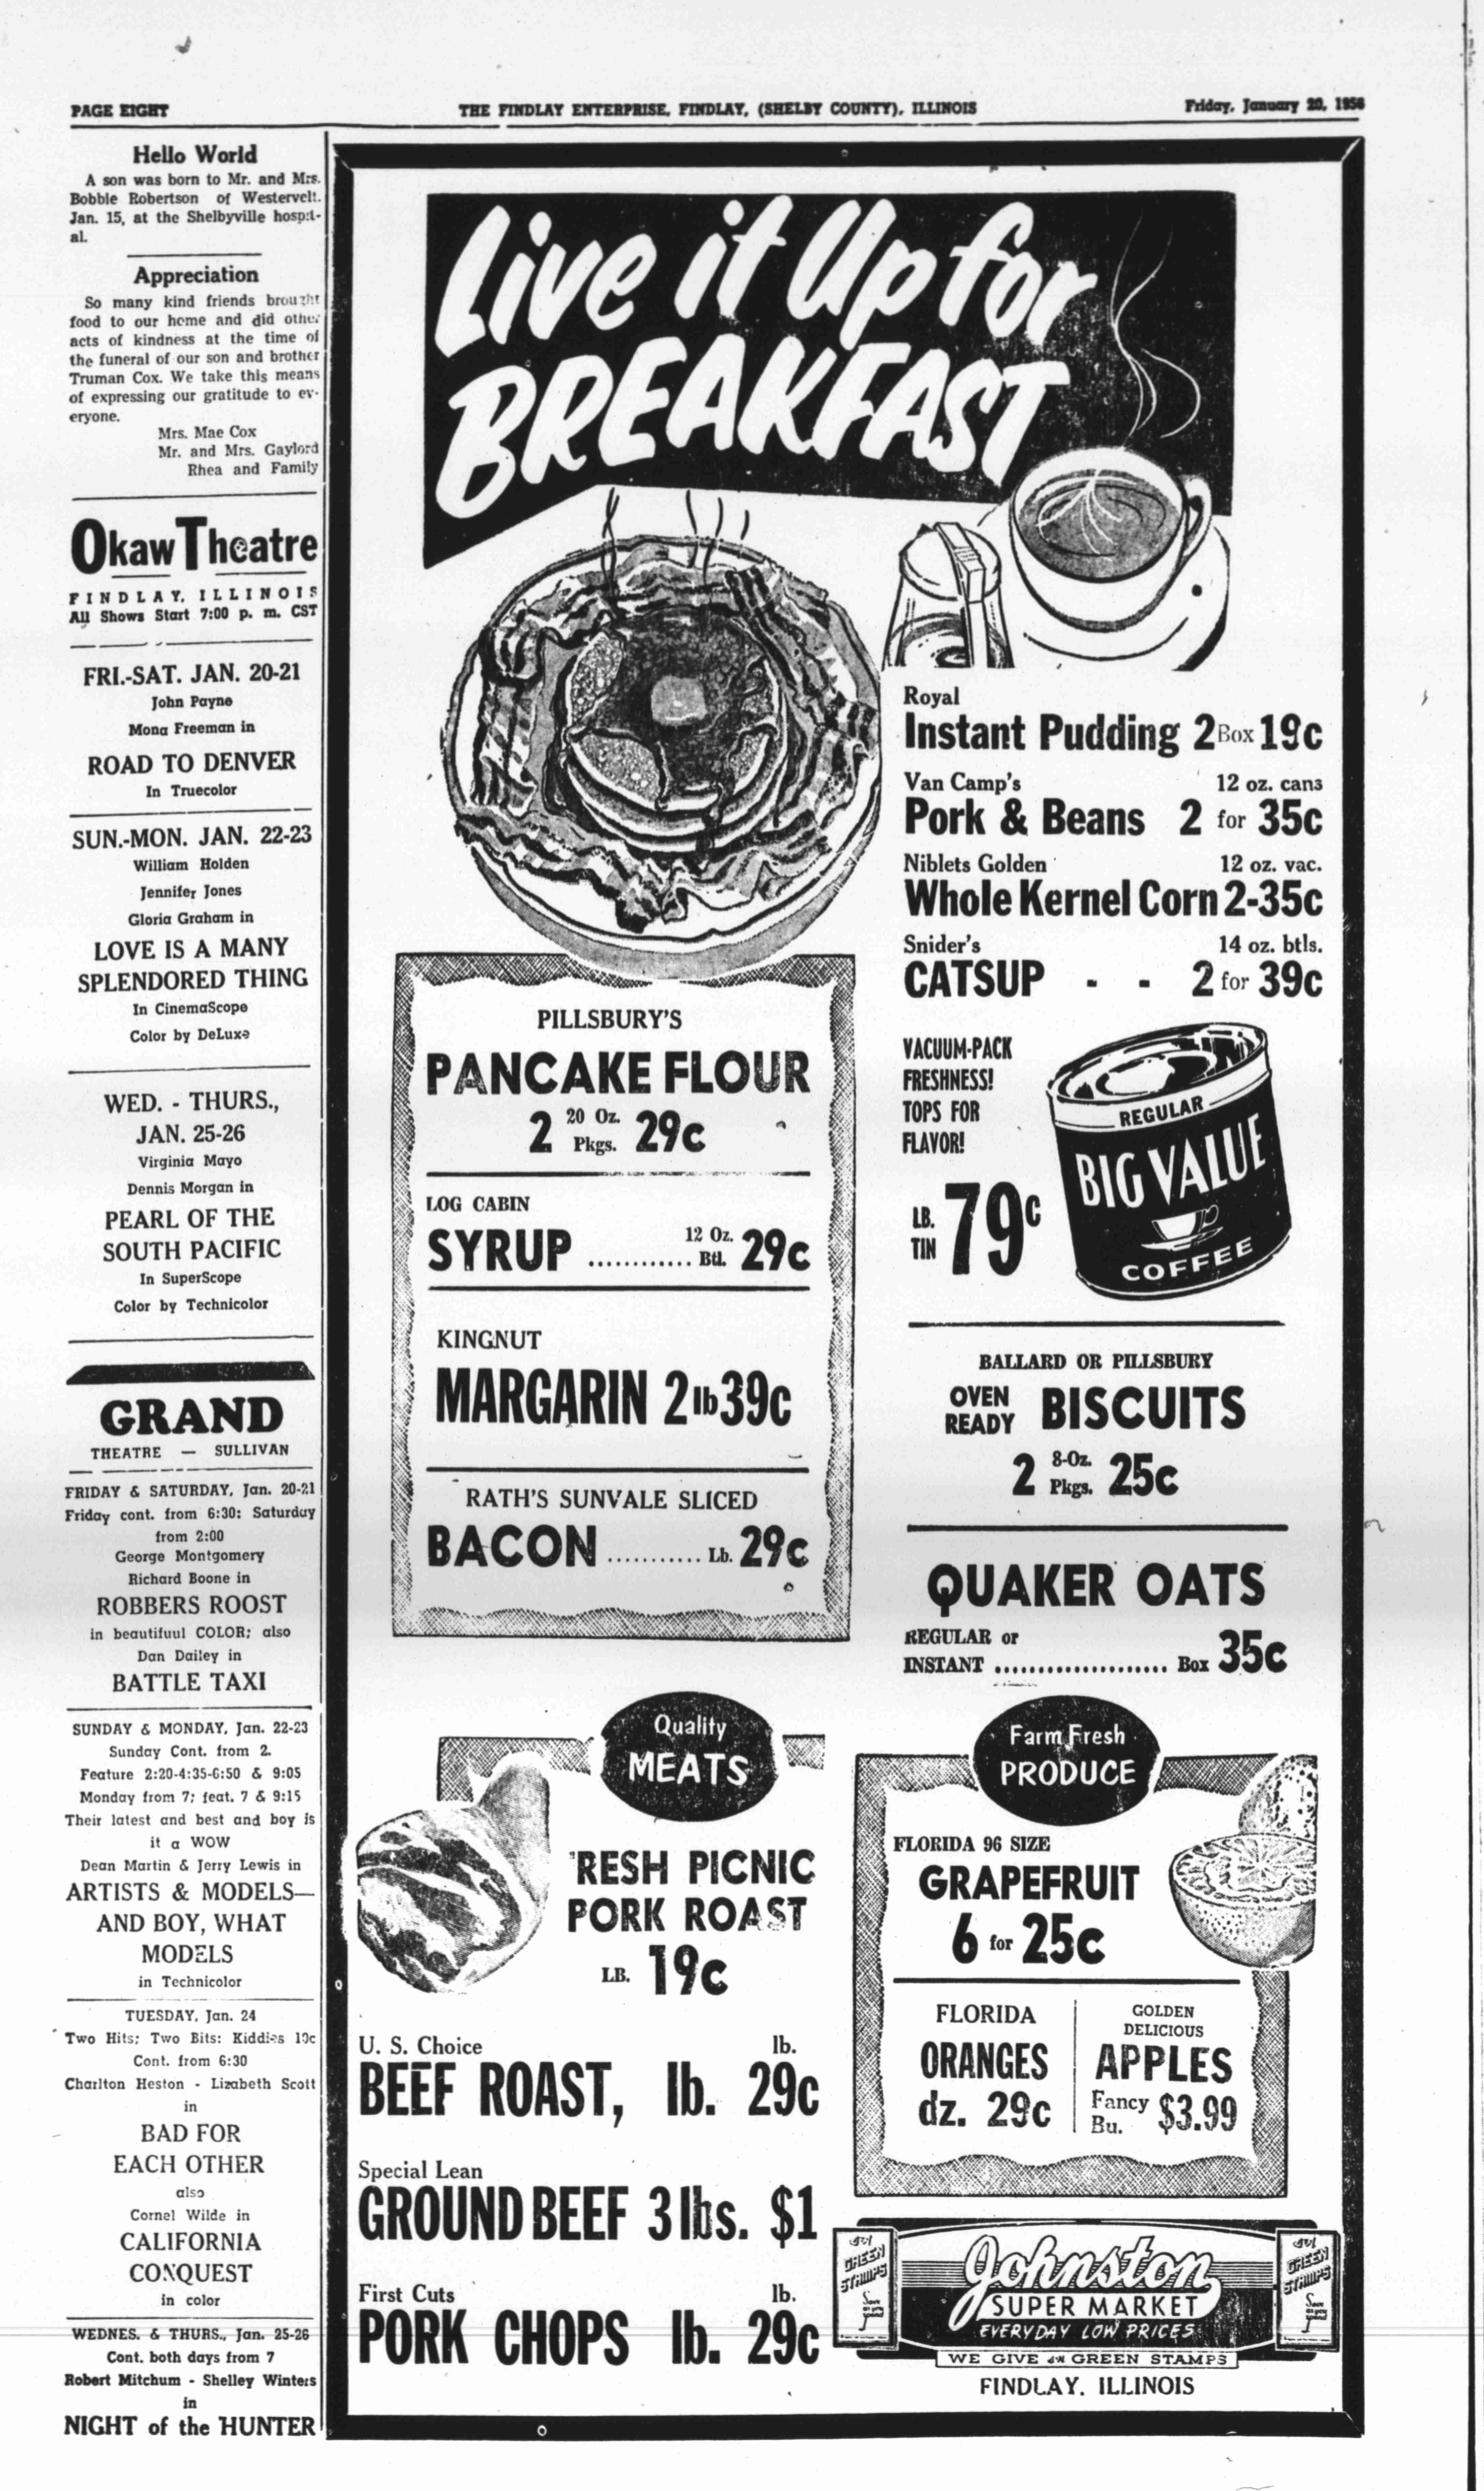 PAGE EIGHT
THE FINDLAY ENTERPRISE, FINDLAY, (SHELBY COUNTY), ILLINOIS
Friday, January 20, 1956
Hello World
A son was born to Mr. and Mrs.
Bobbie Robertson of Westervelt.
Jan. 15, at the Shelbyville hospit-
al.
Appreciation
So many kind friends brought
food to our home and did other
acts of kindness at the time of
the funeral of our son and brother
Truman Cox. We take this means
of expressing our gratitude to ev-
eryone.
Mrs. Mae Cox
Mr. and Mrs. Gaylord
Rhea and Family
Okaw Theatre
FINDLAY, ILLINOIS
All Shows Start 7:00 p. m. CST
FRI.-SAT. JAN. 20-21
John Payne
Mona Freeman in
ROAD TO DENVER
In Truecolor
SUN.-MON. JAN. 22-23
William Holden
Jennifer Jones
Gloria Graham in
LOVE IS A MANY
SPLENDORED THING
In CinemaScope
Color by DeLuxe
WED. - THURS.,
JAN. 25-26
Virginia Mayo
Dennis Morgan in
PEARL OF THE
SOUTH PACIFIC
In SuperScope
Color by Technicolor
GRAND
THEATRE — SULLIVAN
FRIDAY & SATURDAY, Jan. 20-21
Friday cont. from 6:30; Saturday
from 2:00
George Montgomery
Richard Boone in
ROBBERS ROOST
in beautifuul COLOR; also
Dan Dailey in
BATTLE TAXI
SUNDAY & MONDAY, Jan. 22-23
Sunday Cont. from 2.
Feature 2:20-4:35-6:50 & 9:05
Monday from 7; feat. 7 & 9:15
Their latest and best and boy is
it a WOW
Dean Martin & Jerry Lewis in
ARTISTS & MODELS—
AND BOY, WHAT
MODELS
in Technicolor
TUESDAY, Jan. 24
Two Hits; Two Bits: Kiddies 10c
Cont. from 6:30
Charlton Heston - Lizabeth Scott
in
BAD FOR
EACH OTHER
also
Cornel Wilde in
CALIFORNIA
CONQUEST
in color
WEDNES. & THURS., Jan. 25-26
Cont. both days from 7
Robert Mitchum - Shelley Winters
in
NIGHT of the HUNTER
Live it Up for
BREAKFAST
Royal
Instant Pudding 2 Box 19c
Van Camp's 12 oz. cans
Pork & Beans 2 for 35c
Niblets Golden 12 oz. vac.
Whole Kernel Corn 2-35c
Snider's 14 oz. btls.
CATSUP - - 2 for 39c
VACUUM-PACK
FRESHNESS!
TOPS FOR
FLAVOR!
LB.
TIN 79c
REGULAR
BIG VALUE
COFFEE
BALLARD OR PILLSBURY
OVEN
READY BISCUITS
2 8-Oz. Pkgs. 25c
QUAKER OATS
REGULAR or
INSTANT .................... Box 35c
PILLSBURY'S
PANCAKE FLOUR
2 20 Oz. Pkgs. 29c
LOG CABIN
SYRUP ............ 12 Oz. Btl. 29c
KINGNUT
MARGARIN 2 lb 39c
RATH'S SUNVALE SLICED
BACON ........... Lb. 29c
Quality
MEATS
'RESH PICNIC
PORK ROAST
LB. 19c
U. S. Choice lb.
BEEF ROAST, lb. 29c
Special Lean
GROUND BEEF 3 lbs. $1
First Cuts lb.
PORK CHOPS lb. 29c
Farm Fresh
PRODUCE
FLORIDA 96 SIZE
GRAPEFRUIT
6 for 25c
FLORIDA
ORANGES
dz. 29c
GOLDEN
DELICIOUS
APPLES
Fancy
Bu. $3.99
GREEN
STAMPS
Save
as you
spend
Johnston
SUPER MARKET
EVERYDAY LOW PRICES
WE GIVE S&H GREEN STAMPS
GREEN
STAMPS
Save
as you
spend
FINDLAY, ILLINOIS